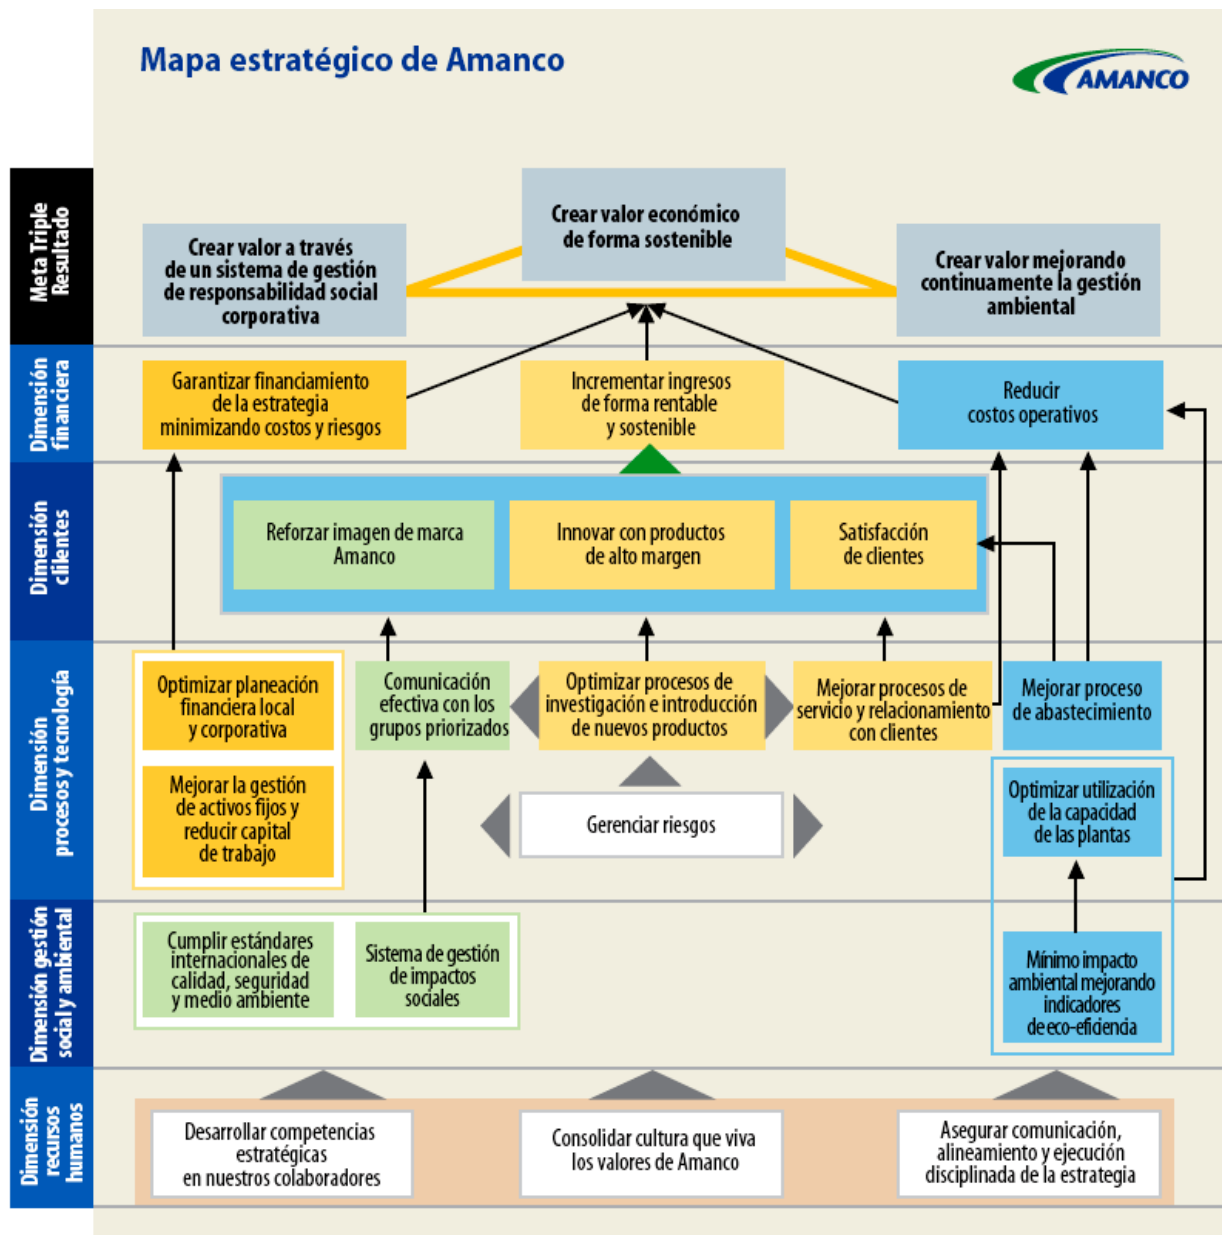 Mapa estratégico de Amanco
AMANCO
Meta Triple
Resultado
Crear valor a través
de un sistema de gestión
de responsabilidad social
corporativa
Crear valor económico
de forma sostenible
Crear valor mejorando
continuamente la gestión
ambiental
Dimensión
financiera
Garantizar financiamiento
de la estrategia
minimizando costos y riesgos
Incrementar ingresos
de forma rentable
y sostenible
Reducir
costos operativos
Dimensión
clilentes
Reforzar imagen de marca
Amanco
Innovar con productos
de alto margen
Satisfacción
de clientes
Dimensión
procesos y tecnología
Optimizar planeación
financiera local
y corporativa
Comunicación
efectiva con los
grupos priorizados
Optimizar procesos de
investigación e introducción
de nuevos productos
Mejorar procesos de
servicio y relacionamiento
con clientes
Mejorar proceso
de abastecimiento
Mejorar la gestión
de activos fijos y
reducir capital
de trabajo
Gerenciar riesgos
Optimizar utilización
de la capacidad
de las plantas
Dimensión gestión
social y ambiental
Cumplir estándares
internacionales de
calidad, seguridad
y medio ambiente
Sistema de gestión
de impactos
sociales
Mínimo impacto
ambiental mejorando
indicadores
de eco-eficiencia
Dimensión
recursos
humanos
Desarrollar competencias
estratégicas
en nuestros colaboradores
Consolidar cultura que viva
los valores de Amanco
Asegurar comunicación,
alineamiento y ejecución
disciplinada de la estrategia